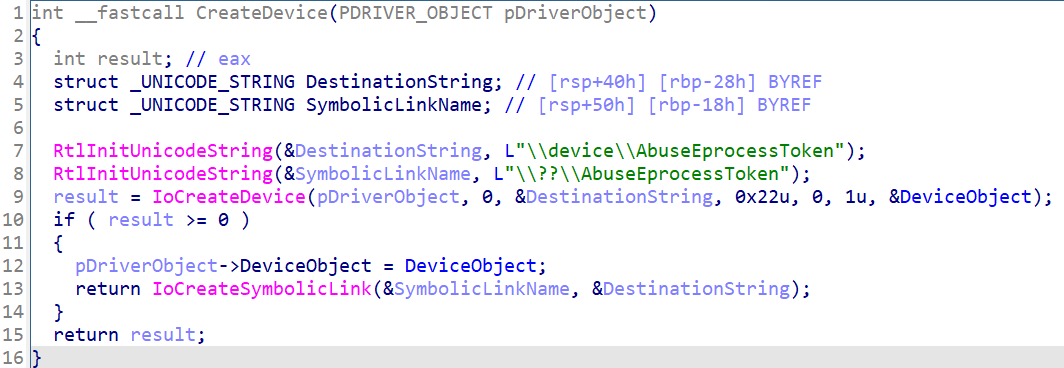 1 int __fastcall CreateDevice(PDRIVER_OBJECT pDriverObject)
2 {
3   int result; // eax
4   struct _UNICODE_STRING DestinationString; // [rsp+40h] [rbp-28h] BYREF
5   struct _UNICODE_STRING SymbolicLinkName; // [rsp+50h] [rbp-18h] BYREF
6
7   RtlInitUnicodeString(&DestinationString, L"\\device\\AbuseEprocessToken");
8   RtlInitUnicodeString(&SymbolicLinkName, L"\\??\\AbuseEprocessToken");
9   result = IoCreateDevice(pDriverObject, 0, &DestinationString, 0x22u, 0, 1u, &DeviceObject);
10   if ( result >= 0 )
11   {
12     pDriverObject->DeviceObject = DeviceObject;
13     return IoCreateSymbolicLink(&SymbolicLinkName, &DestinationString);
14   }
15   return result;
16 }